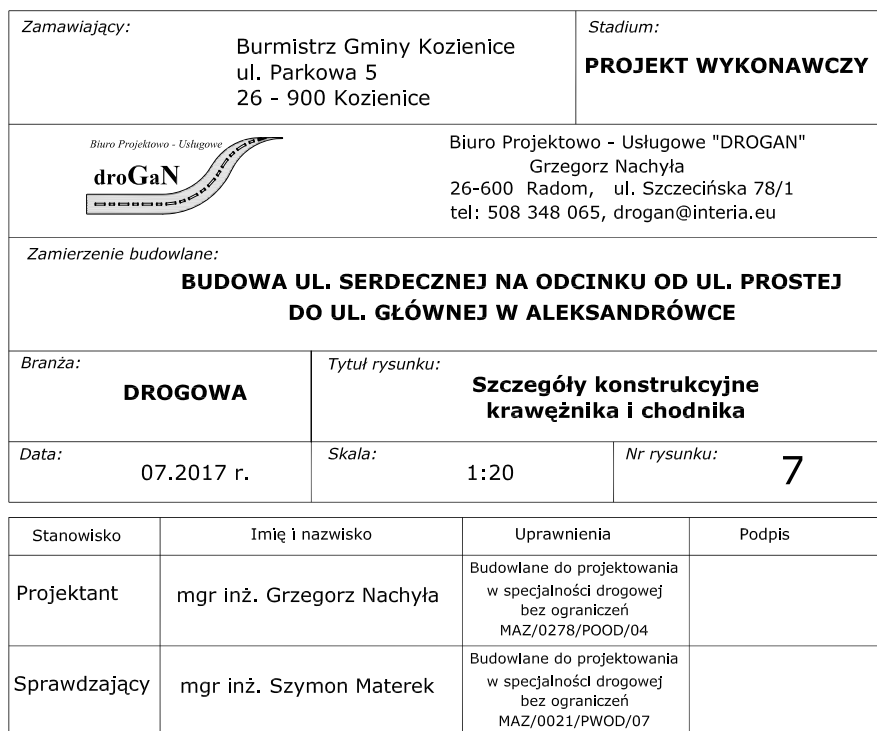 Zamawiający:
Burmistrz Gminy Kozienice
ul. Parkowa 5
26 - 900 Kozienice
Stadium:
PROJEKT WYKONAWCZY
Biuro Projektowo - Usługowe
droGaN
Biuro Projektowo - Usługowe "DROGAN"
Grzegorz Nachyła
26-600 Radom, ul. Szczecińska 78/1
tel: 508 348 065, drogan@interia.eu
Zamierzenie budowlane:
BUDOWA UL. SERDECZNEJ NA ODCINKU OD UL. PROSTEJ
DO UL. GŁÓWNEJ W ALEKSANDRÓWCE
Branża:
DROGOWA
Tytuł rysunku:
Szczegóły konstrukcyjne
krawężnika i chodnika
Data:
07.2017 r.
Skala:
1:20
Nr rysunku:
7
Stanowisko
Imię i nazwisko
Uprawnienia
Podpis
Projektant
mgr inż. Grzegorz Nachyła
Budowlane do projektowania
w specjalności drogowej
bez ograniczeń
MAZ/0278/POOD/04
Sprawdzający
mgr inż. Szymon Materek
Budowlane do projektowania
w specjalności drogowej
bez ograniczeń
MAZ/0021/PWOD/07